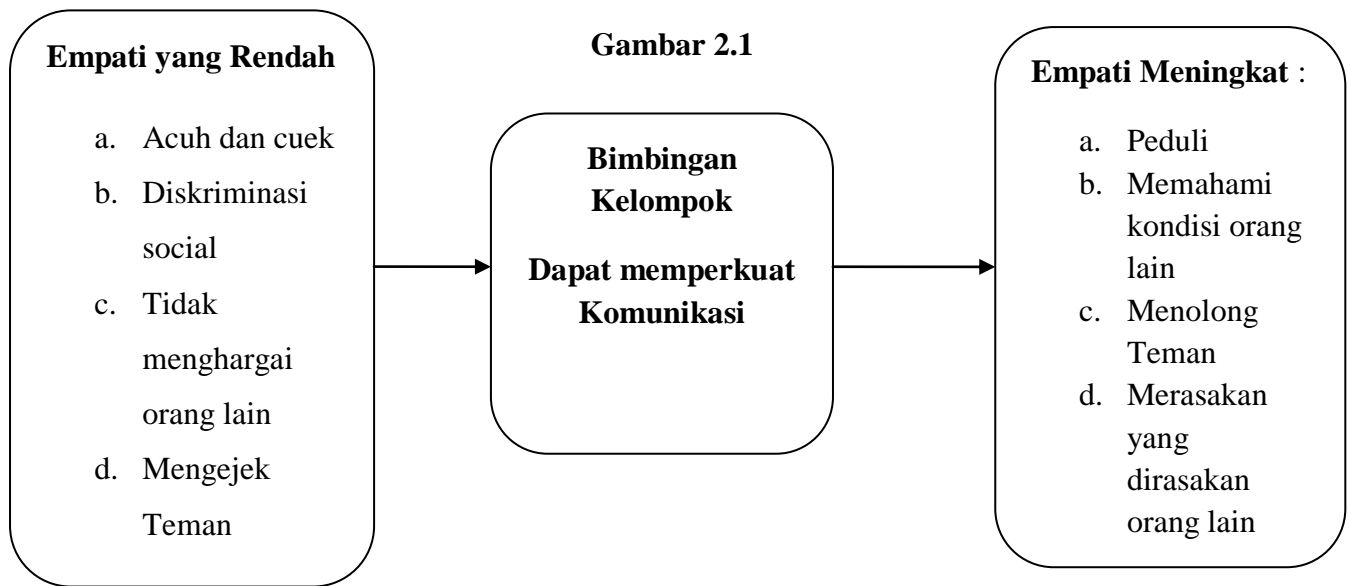 Gambar 2.1
Empati yang Rendah
a. Acuh dan cuek
b. Diskriminasi
social
c. Tidak
menghargai
orang lain
d. Mengejek
Teman
Bimbingan
Kelompok
Dapat memperkuat
Komunikasi
Empati Meningkat :
a. Peduli
b. Memahami
kondisi orang
lain
c. Menolong
Teman
d. Merasakan
yang
dirasakan
orang lain